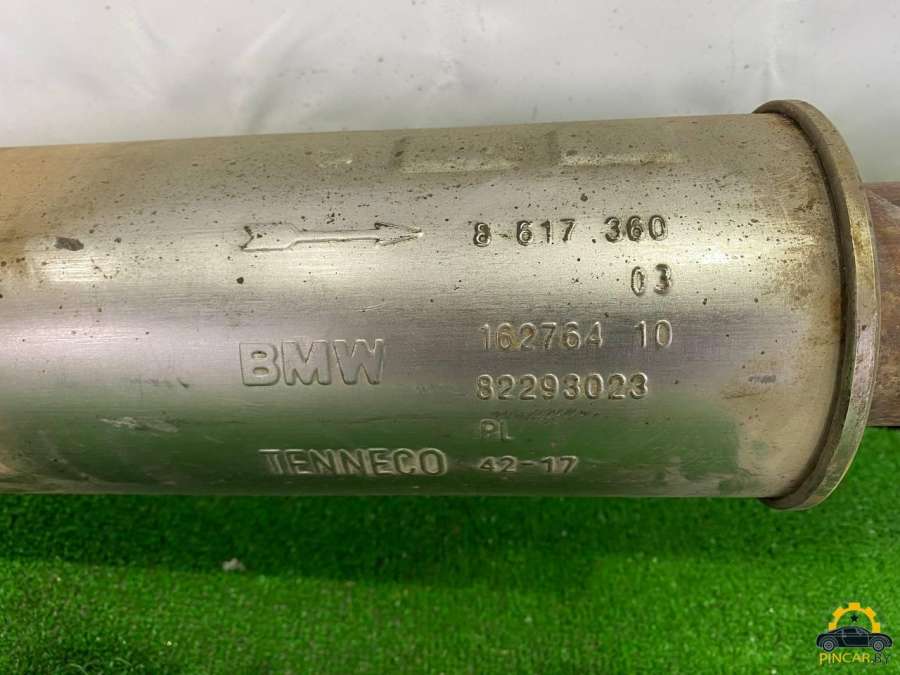 8 617 360
03
162764 10
BMW
82293023
PL
TENNECO 42-17
PINCAR.BY